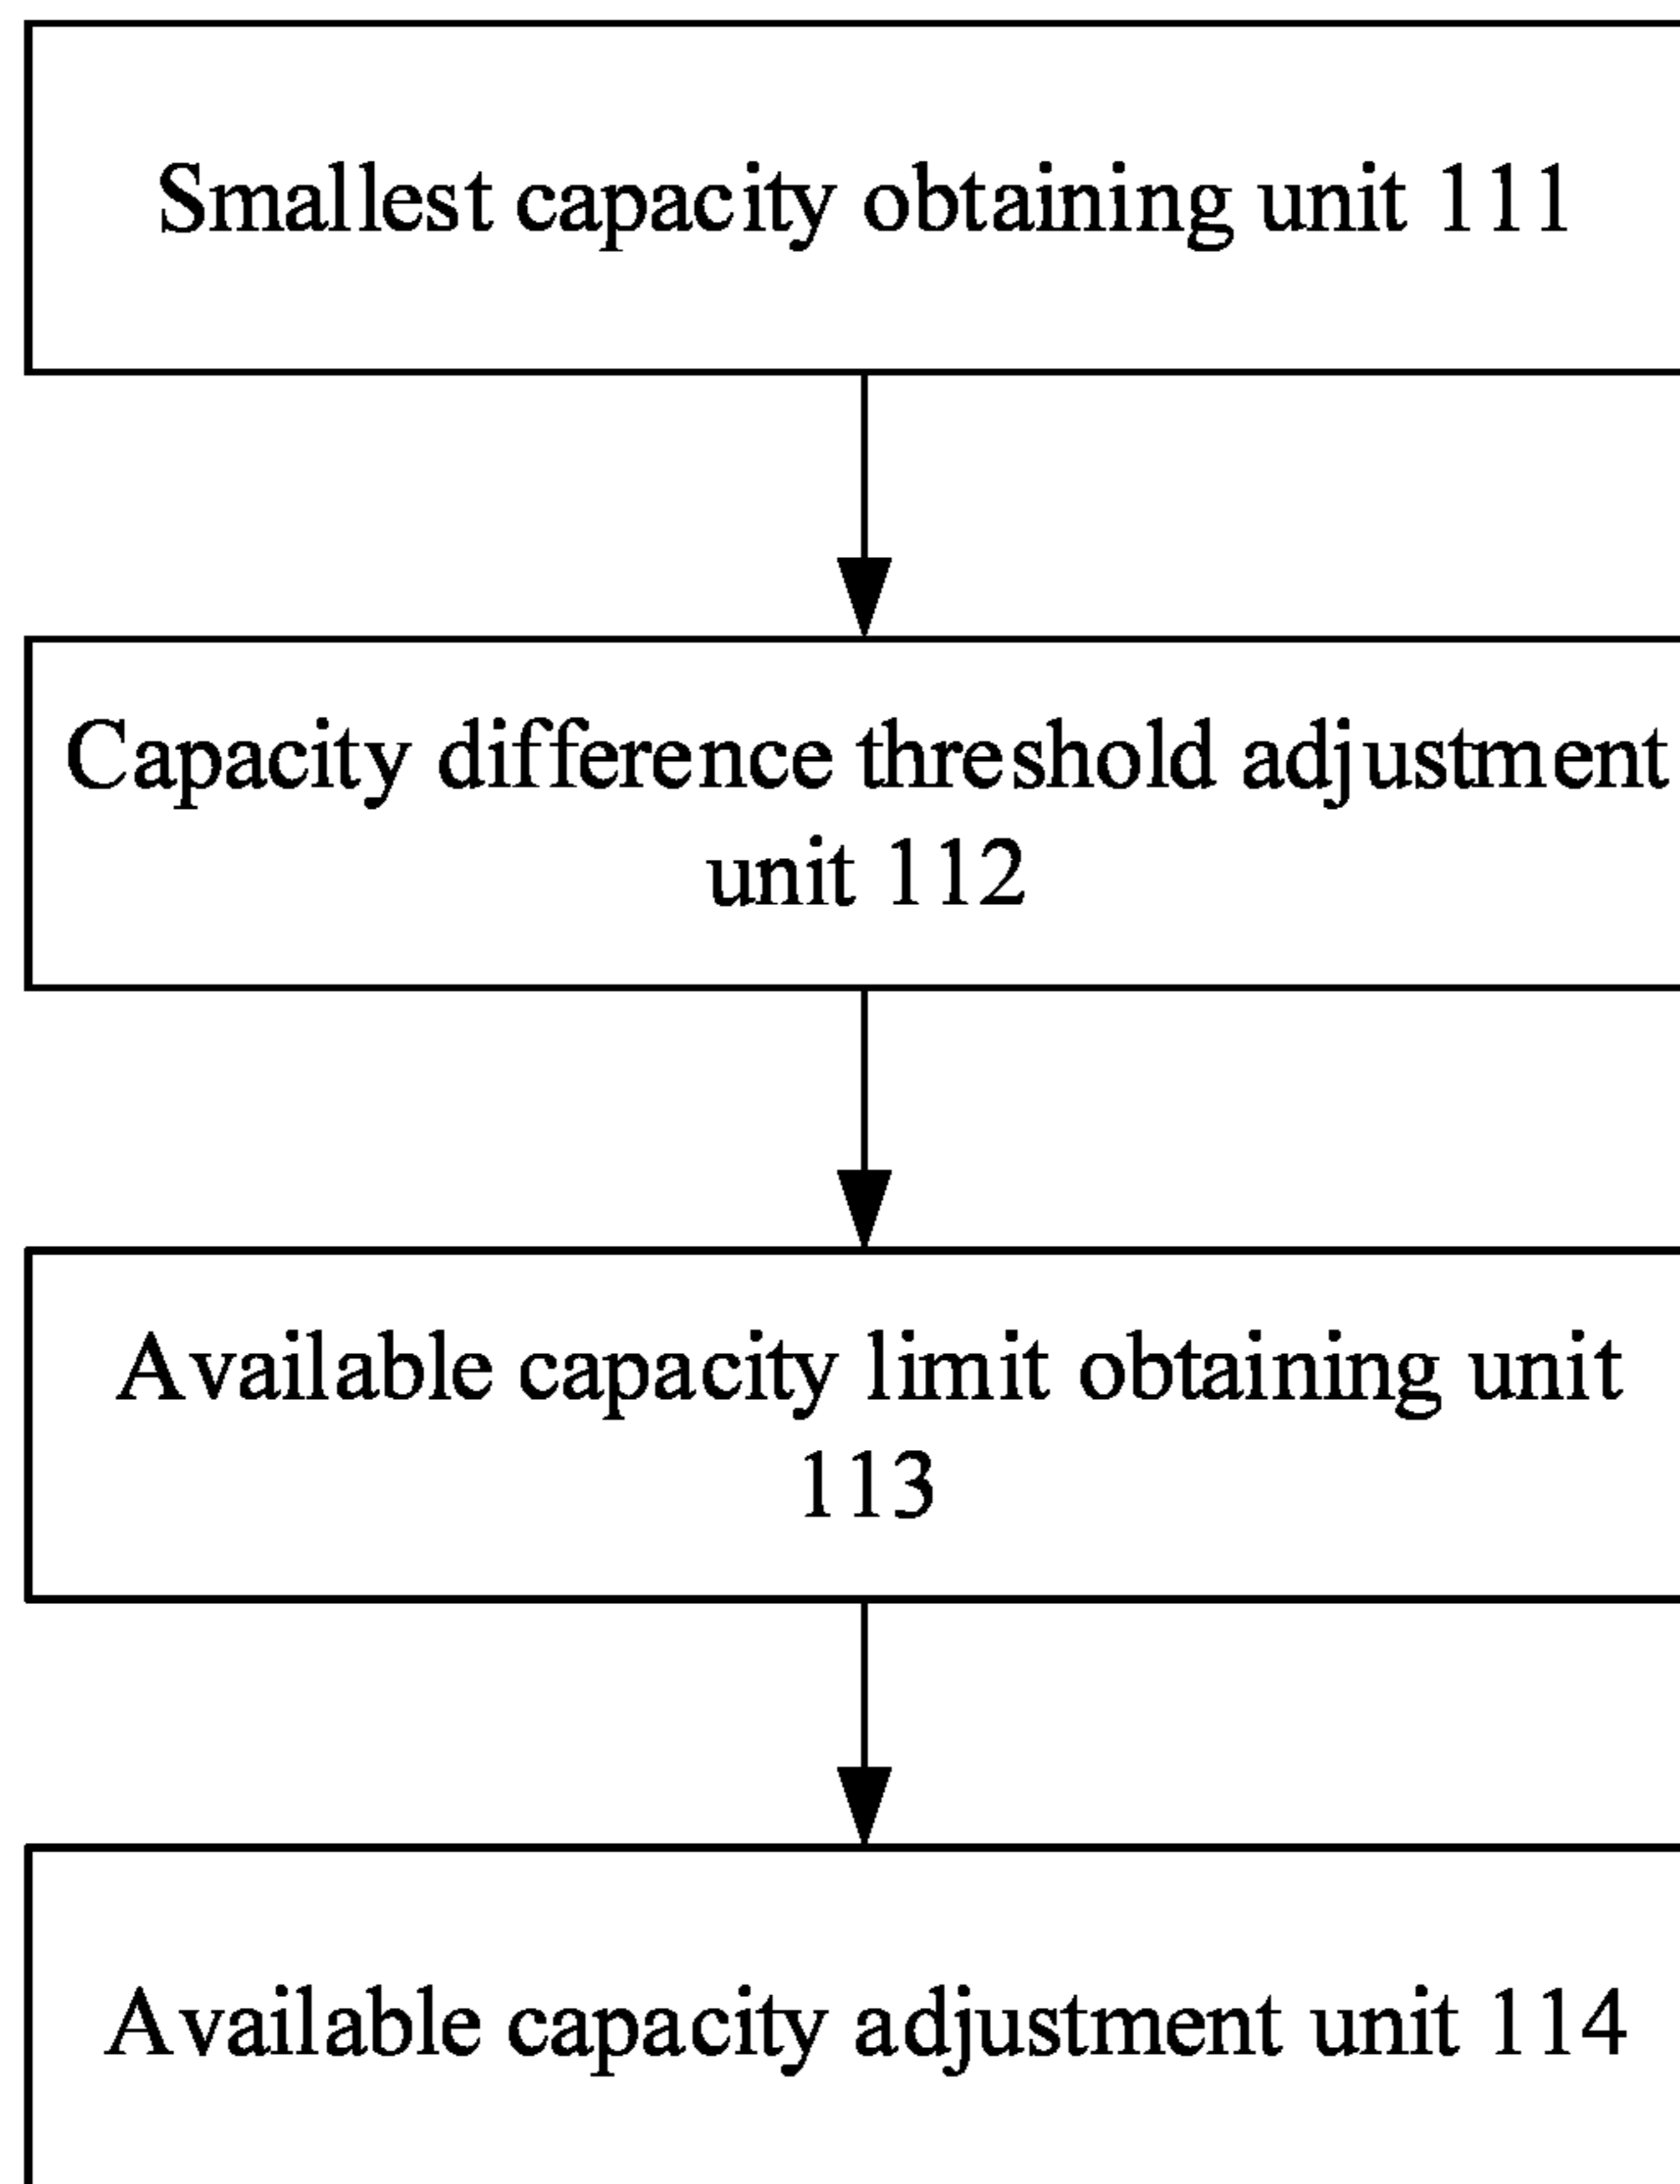 Smallest capacity obtaining unit 111
Capacity difference threshold adjustment
unit 112
Available capacity limit obtaining unit
113
Available capacity adjustment unit 114